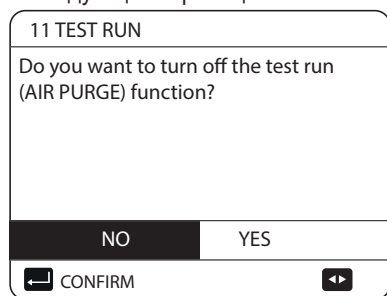 11 TEST RUN
Do you want to turn off the test run
(AIR PURGE) function?
NO YES
CONFIRM